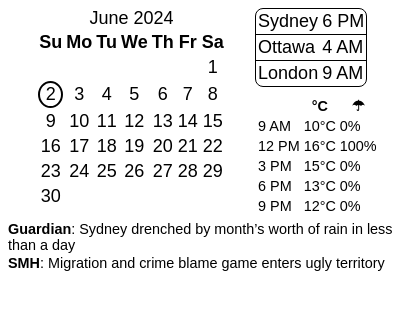 June 2024
Su Mo Tu We Th Fr Sa
1
2 3 4 5 6 7 8
9 10 11 12 13 14 15
16 17 18 19 20 21 22
23 24 25 26 27 28 29
30
Sydney 6 PM
Ottawa 4 AM
London 9 AM
°C ☂
9 AM 10°C 0%
12 PM 16°C 100%
3 PM 15°C 0%
6 PM 13°C 0%
9 PM 12°C 0%
Guardian: Sydney drenched by month’s worth of rain in less
than a day
SMH: Migration and crime blame game enters ugly territory